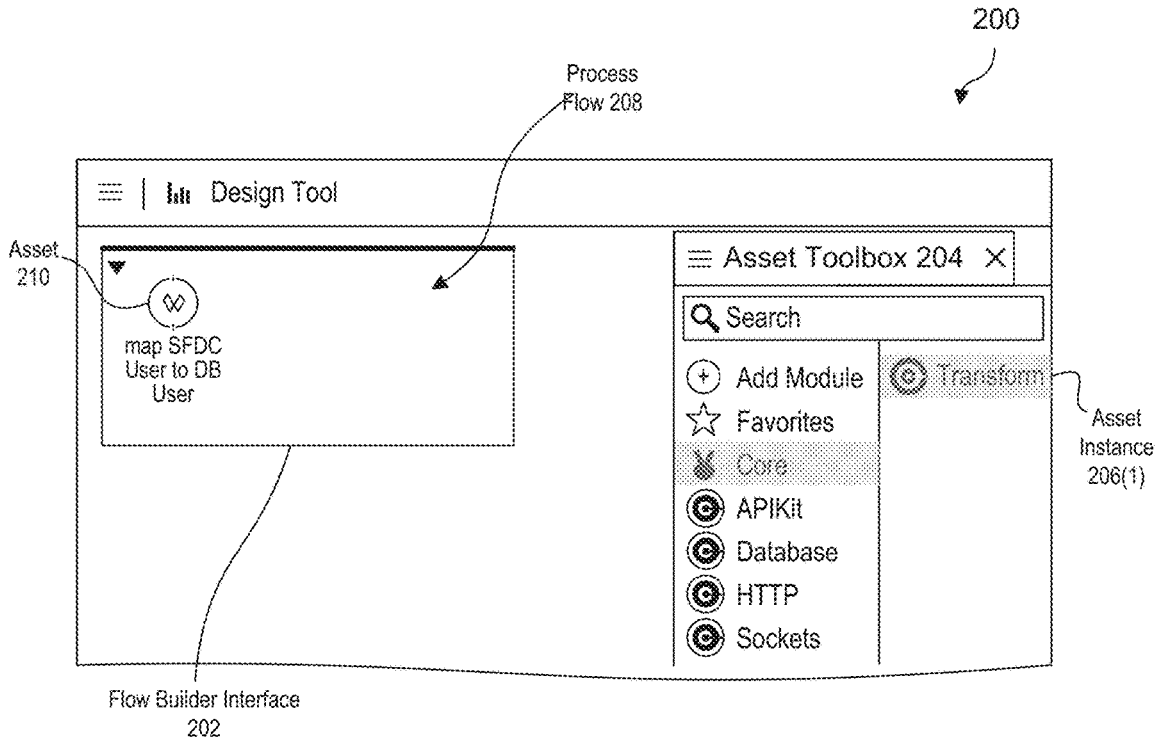 200
Process
Flow 208
Design Tool
Asset
210
Asset Toolbox 204
Search
map SFDC
User to DB
User
Add Module
Transform
Favorites
Core
Asset
Instance
206(1)
APIKit
Database
HTTP
Sockets
Flow Builder Interface
202